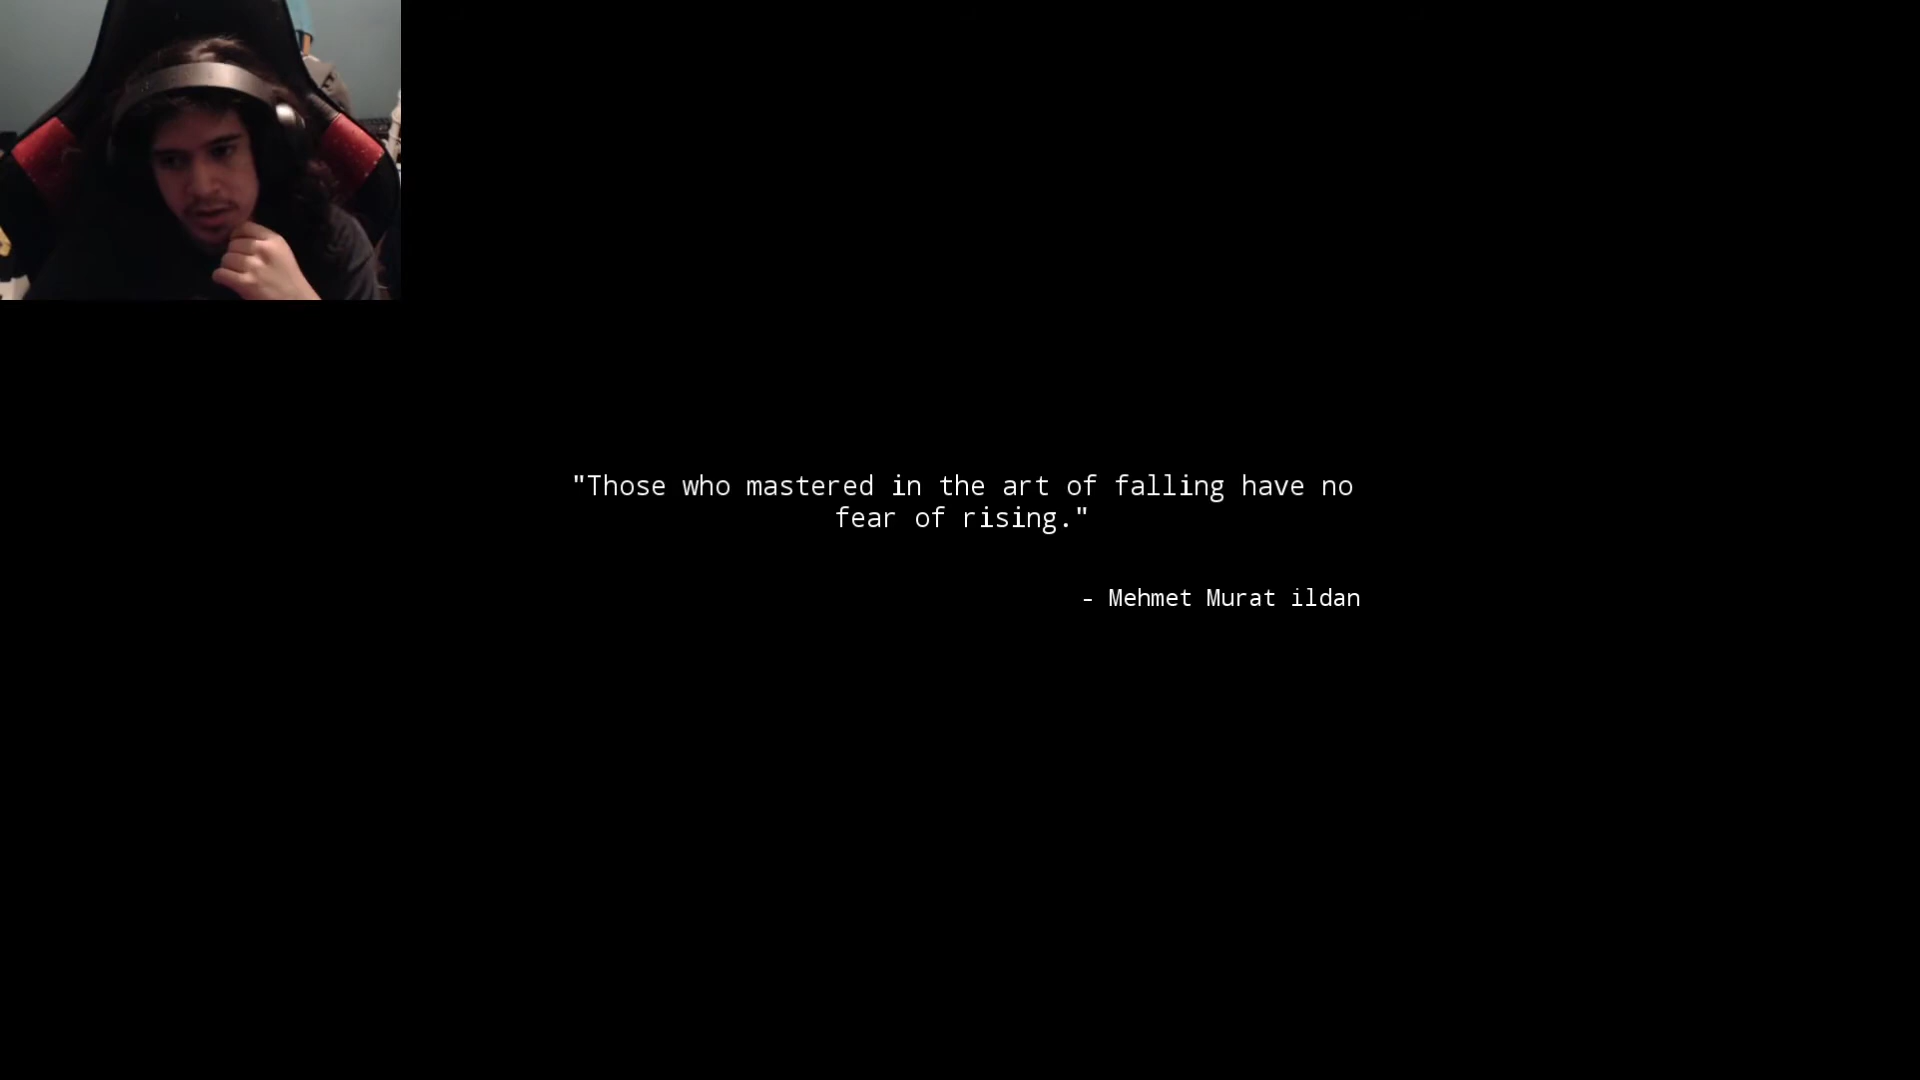 "Those who mastered in the art of falling have no
fear of rising."
- Mehmet Murat ildan